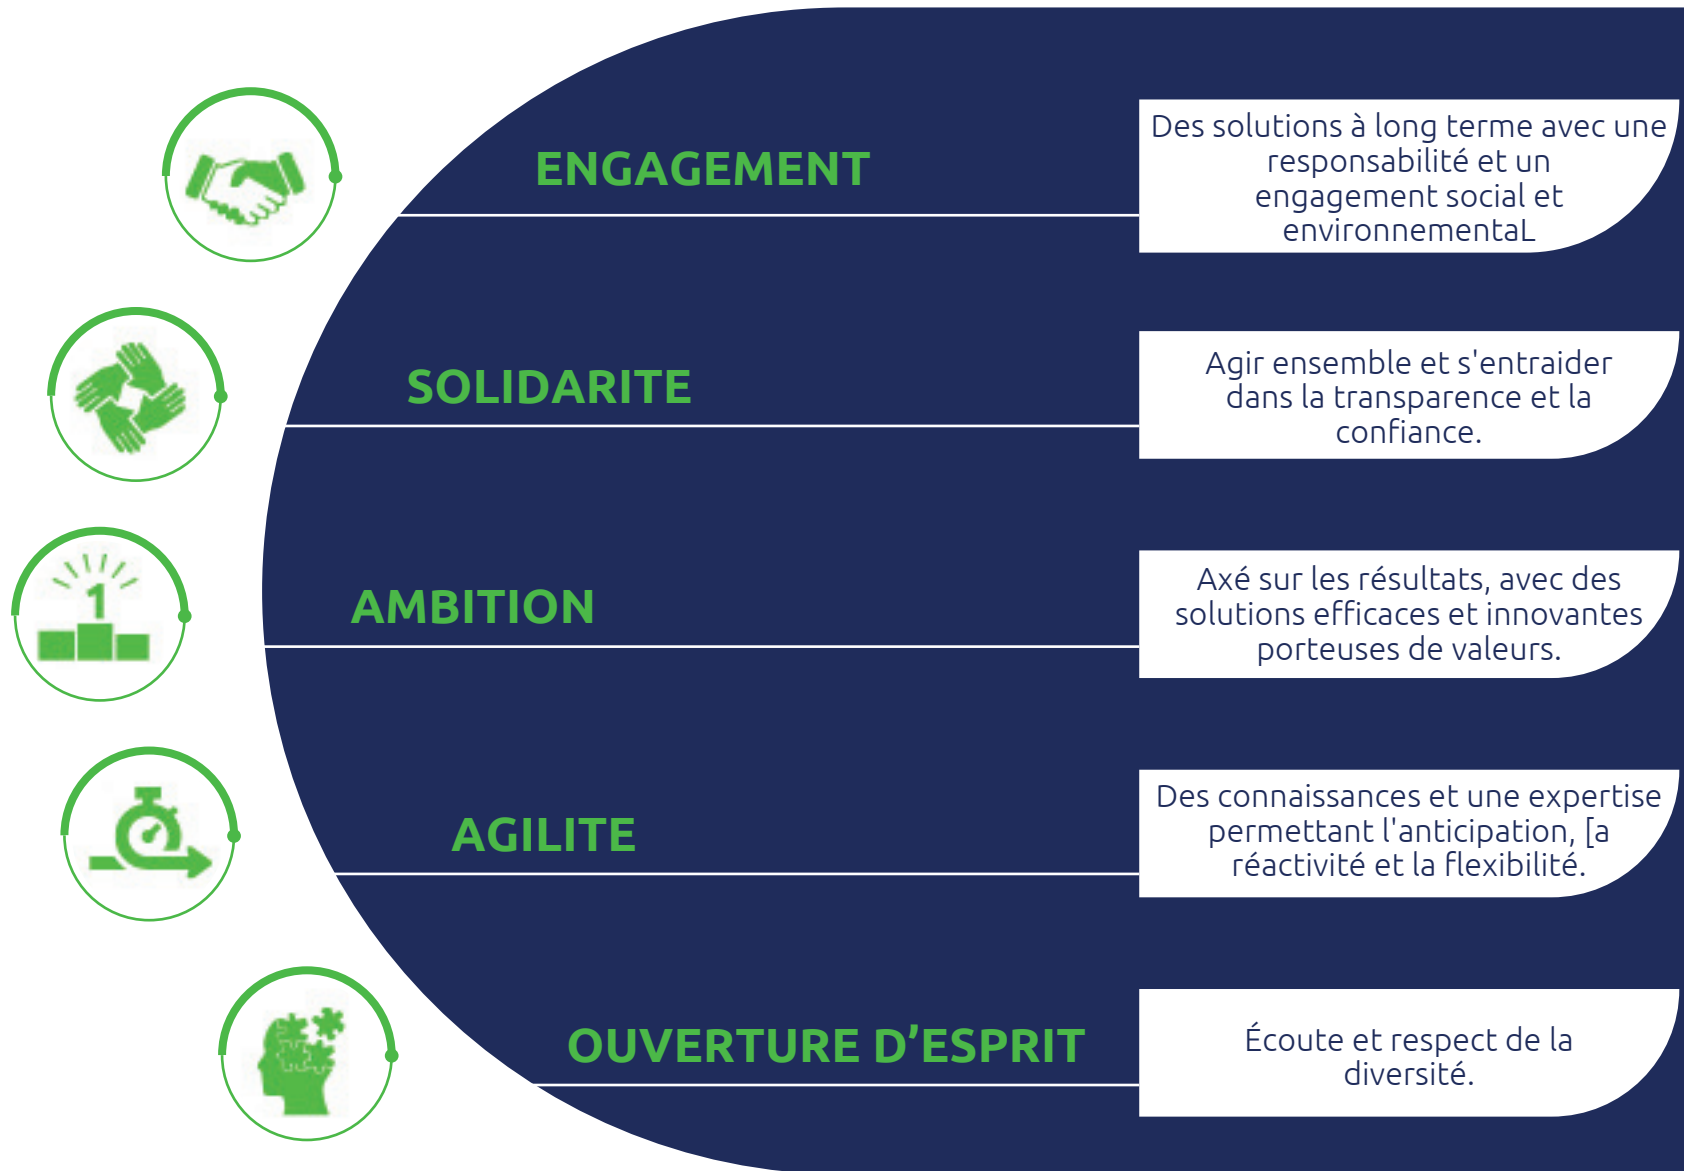 ENGAGEMENT
Des solutions à long terme avec une
responsabilité et un
engagement social et
environnementaL
SOLIDARITE
Agir ensemble et s'entraider
dans la transparence et la
confiance.
1
AMBITION
Axé sur les résultats, avec des
solutions efficaces et innovantes
porteuses de valeurs.
AGILITE
Des connaissances et une expertise
permettant l'anticipation, [a
réactivité et la flexibilité.
OUVERTURE D’ESPRIT
Écoute et respect de la
diversité.